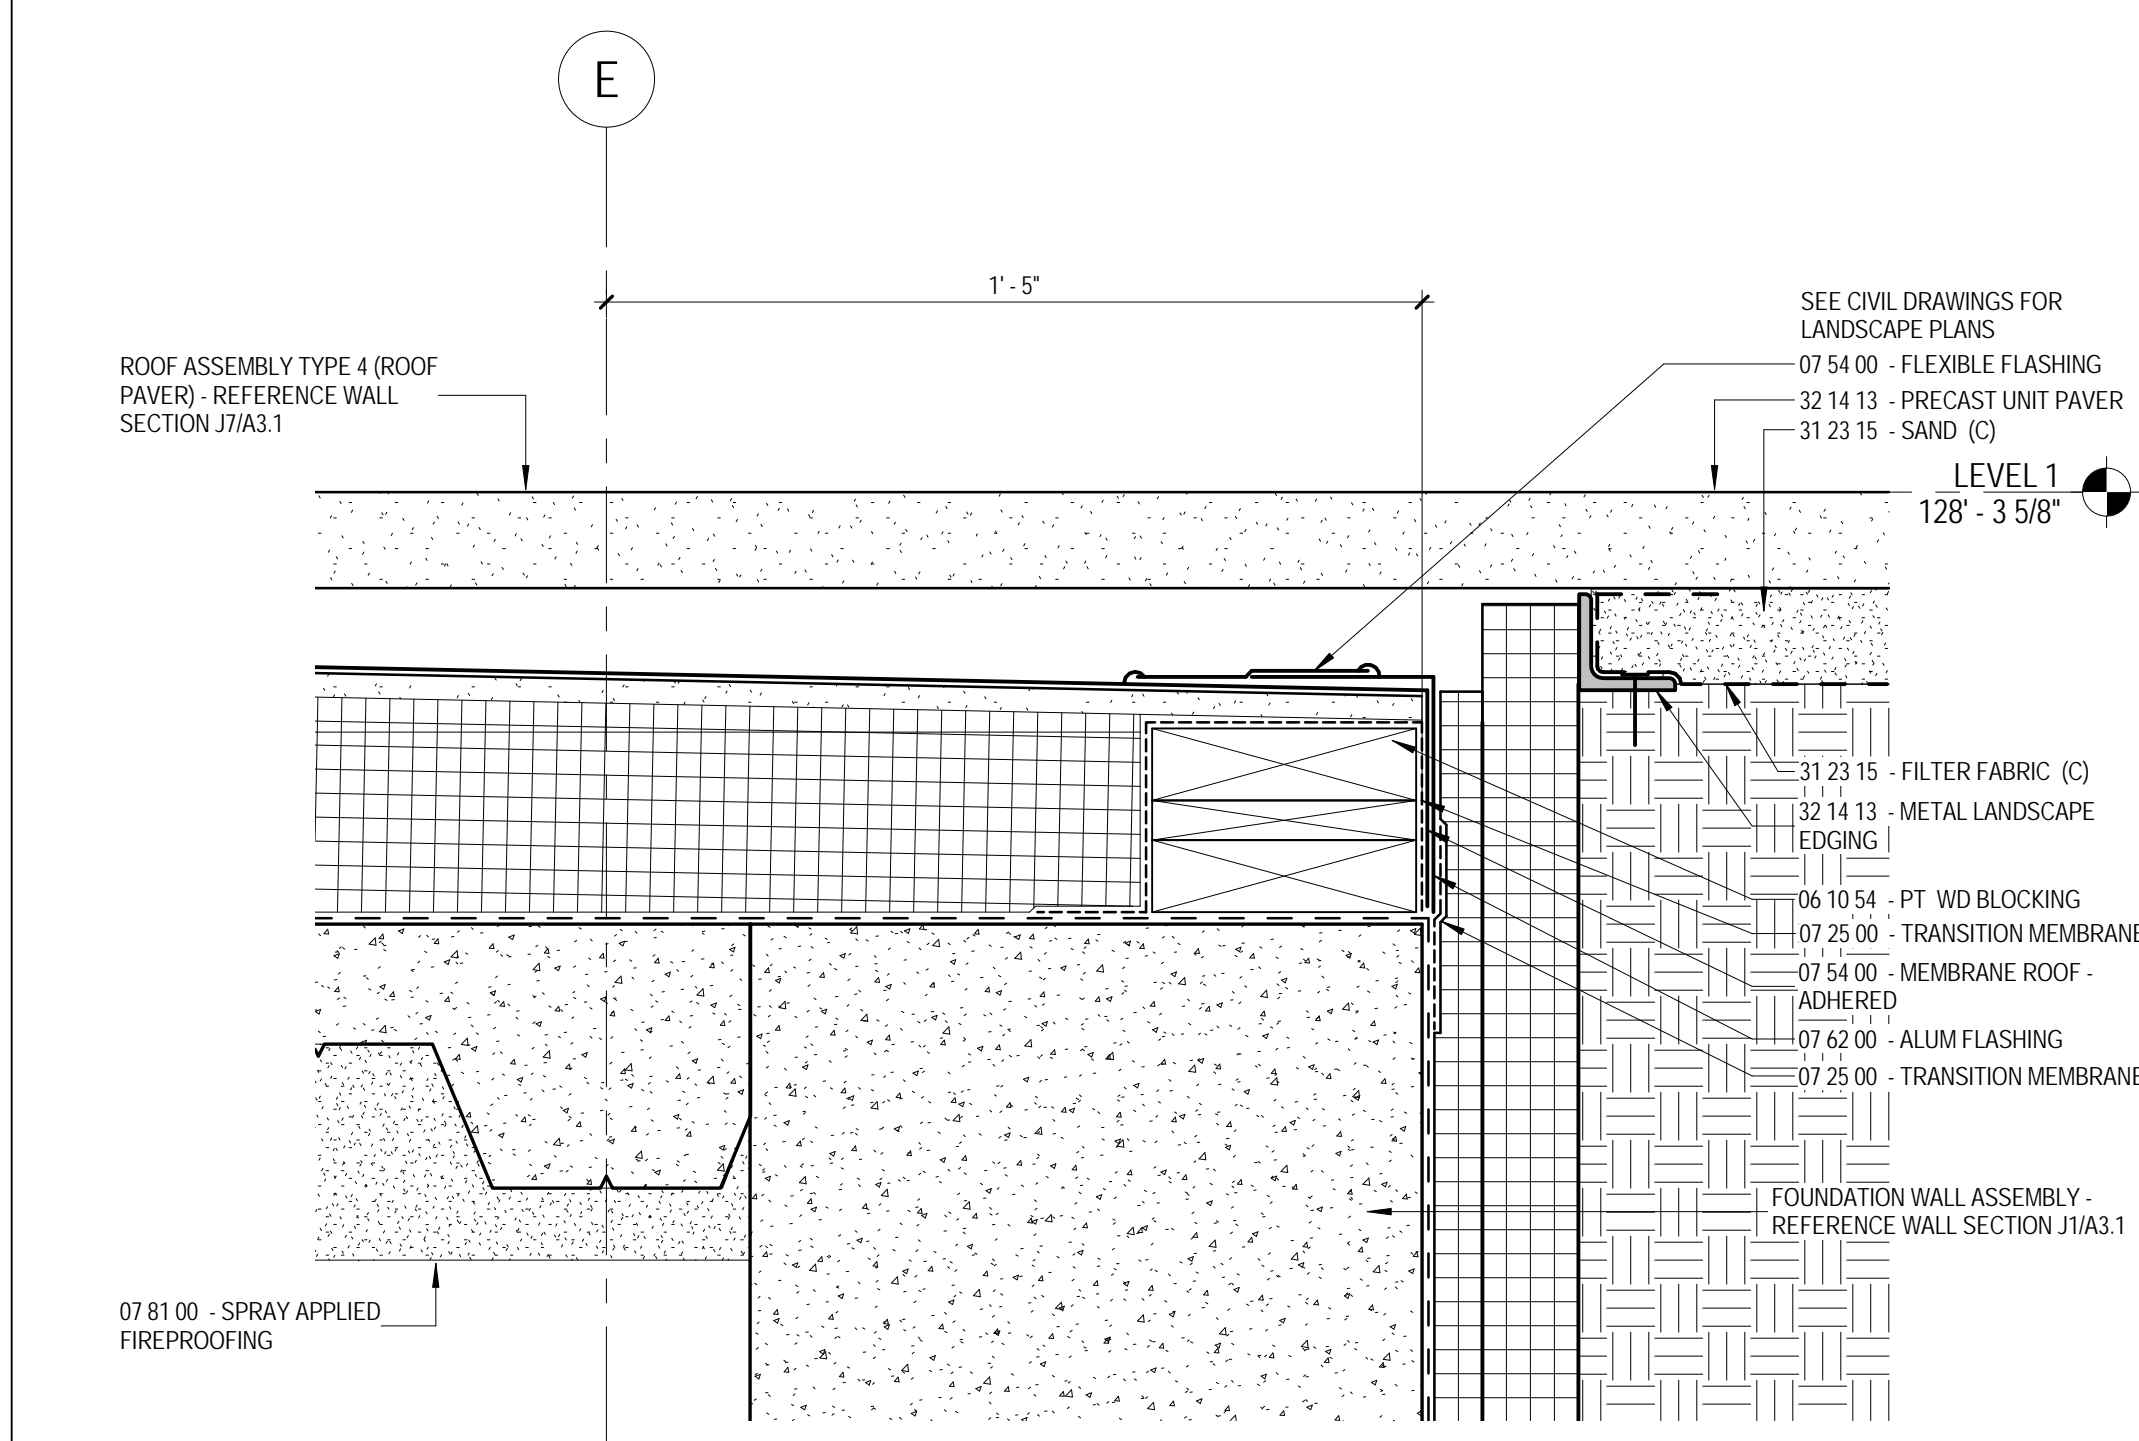 E
1' - 5"
ROOF ASSEMBLY TYPE 4 (ROOF
PAVER) - REFERENCE WALL
SECTION J7/A3.1
SEE CIVIL DRAWINGS FOR
LANDSCAPE PLANS
07 54 00 - FLEXIBLE FLASHING
32 14 13 - PRECAST UNIT PAVER
31 23 15 - SAND (C)
LEVEL 1
128' - 3 5/8"
31 23 15 - FILTER FABRIC (C)
32 14 13 - METAL LANDSCAPE
EDGING
06 10 54 - PT WD BLOCKING
07 25 00 - TRANSITION MEMBRANE
07 54 00 - MEMBRANE ROOF -
ADHERED
07 62 00 - ALUM FLASHING
07 25 00 - TRANSITION MEMBRANE
FOUNDATION WALL ASSEMBLY -
REFERENCE WALL SECTION J1/A3.1
07 81 00 - SPRAY APPLIED
FIREPROOFING